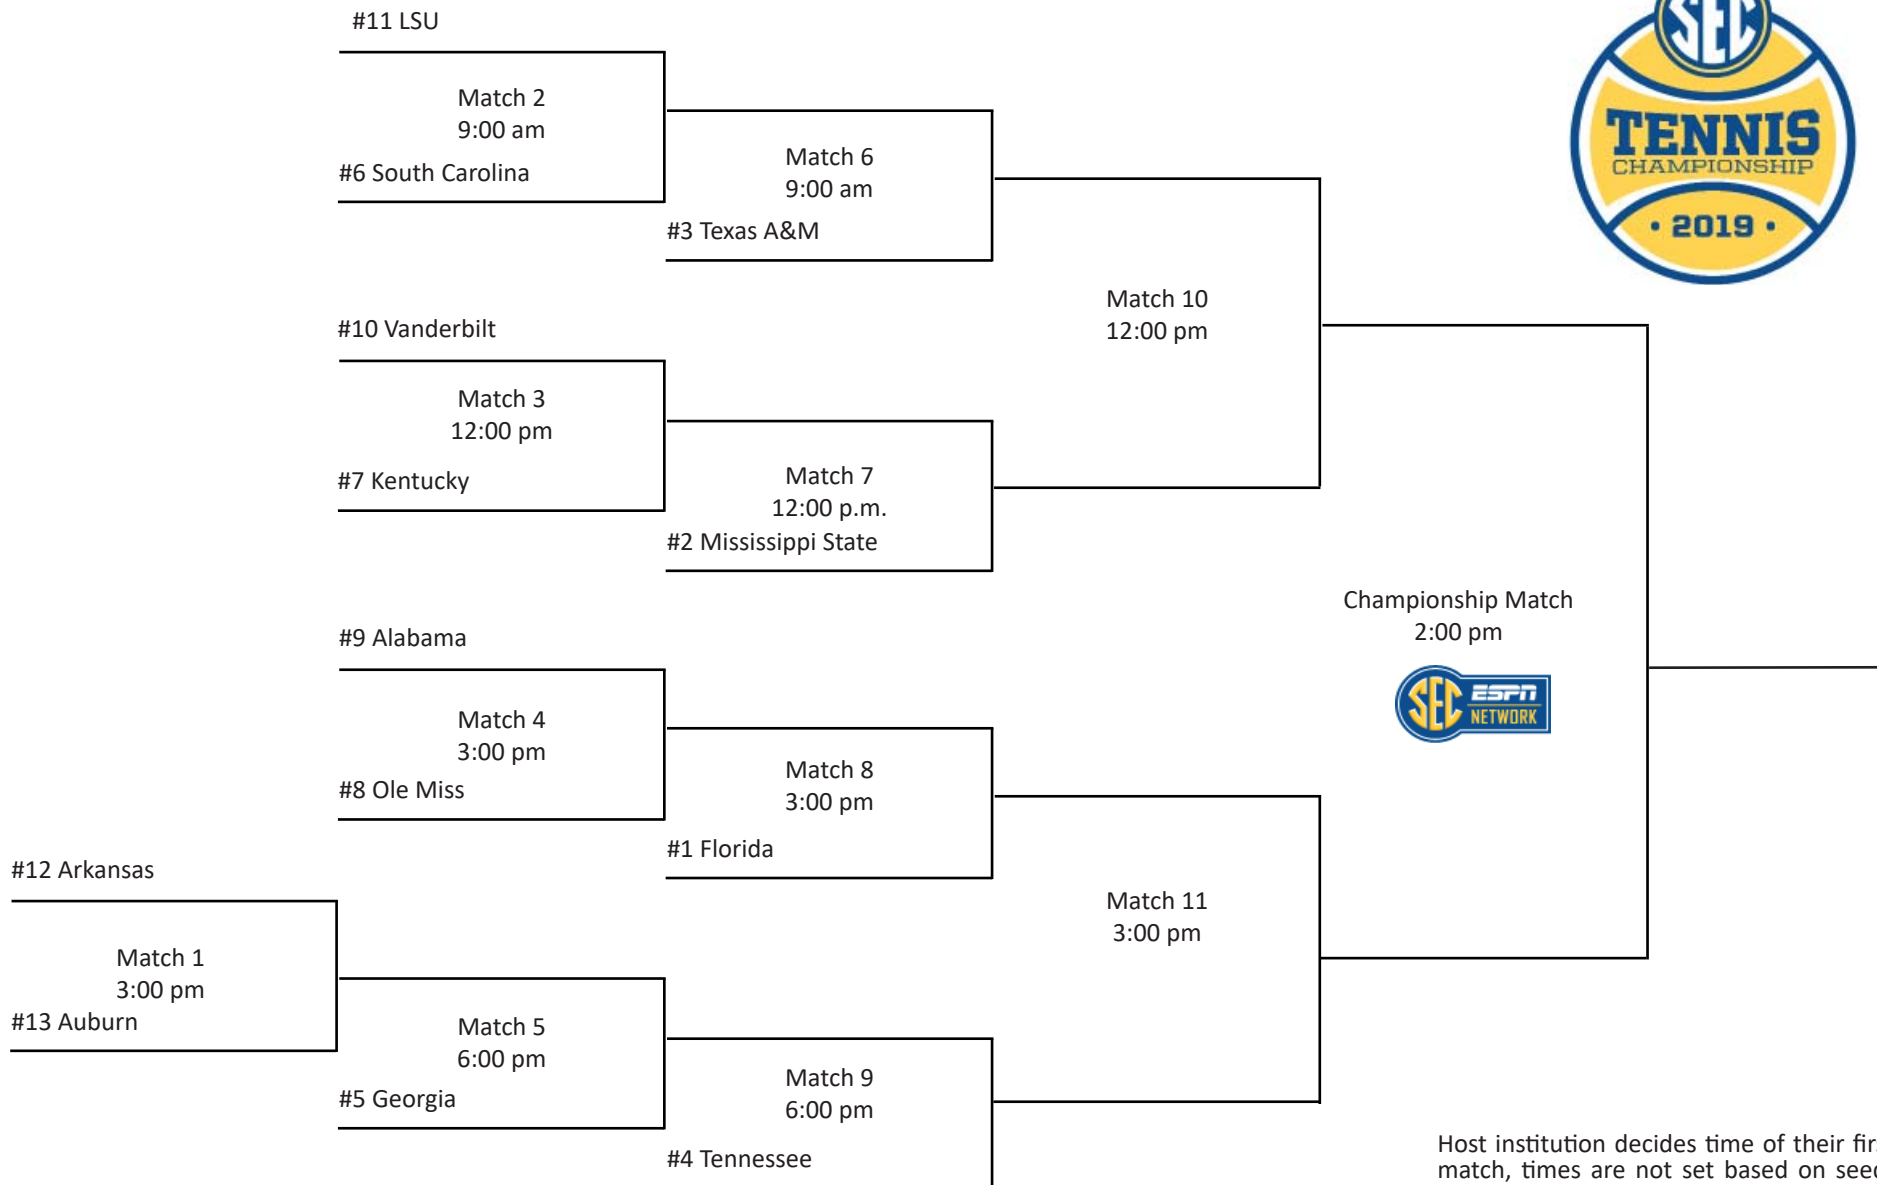 #11 LSU
Match 2
9:00 am
#6 South Carolina
Match 6
9:00 am
#3 Texas A&M
#10 Vanderbilt
Match 3
12:00 pm
#7 Kentucky
Match 7
12:00 p.m.
#2 Mississippi State
Match 10
12:00 pm
#9 Alabama
Match 4
3:00 pm
#8 Ole Miss
Match 8
3:00 pm
#1 Florida
#12 Arkansas
Match 1
3:00 pm
#13 Auburn
Match 5
6:00 pm
#5 Georgia
Match 9
6:00 pm
#4 Tennessee
Match 11
3:00 pm
Championship Match
2:00 pm
SEC ESPN
NETWORK
SEC
TENNIS
CHAMPIONSHIP
• 2019 •
Host institution decides time of their
match, times are not set based on